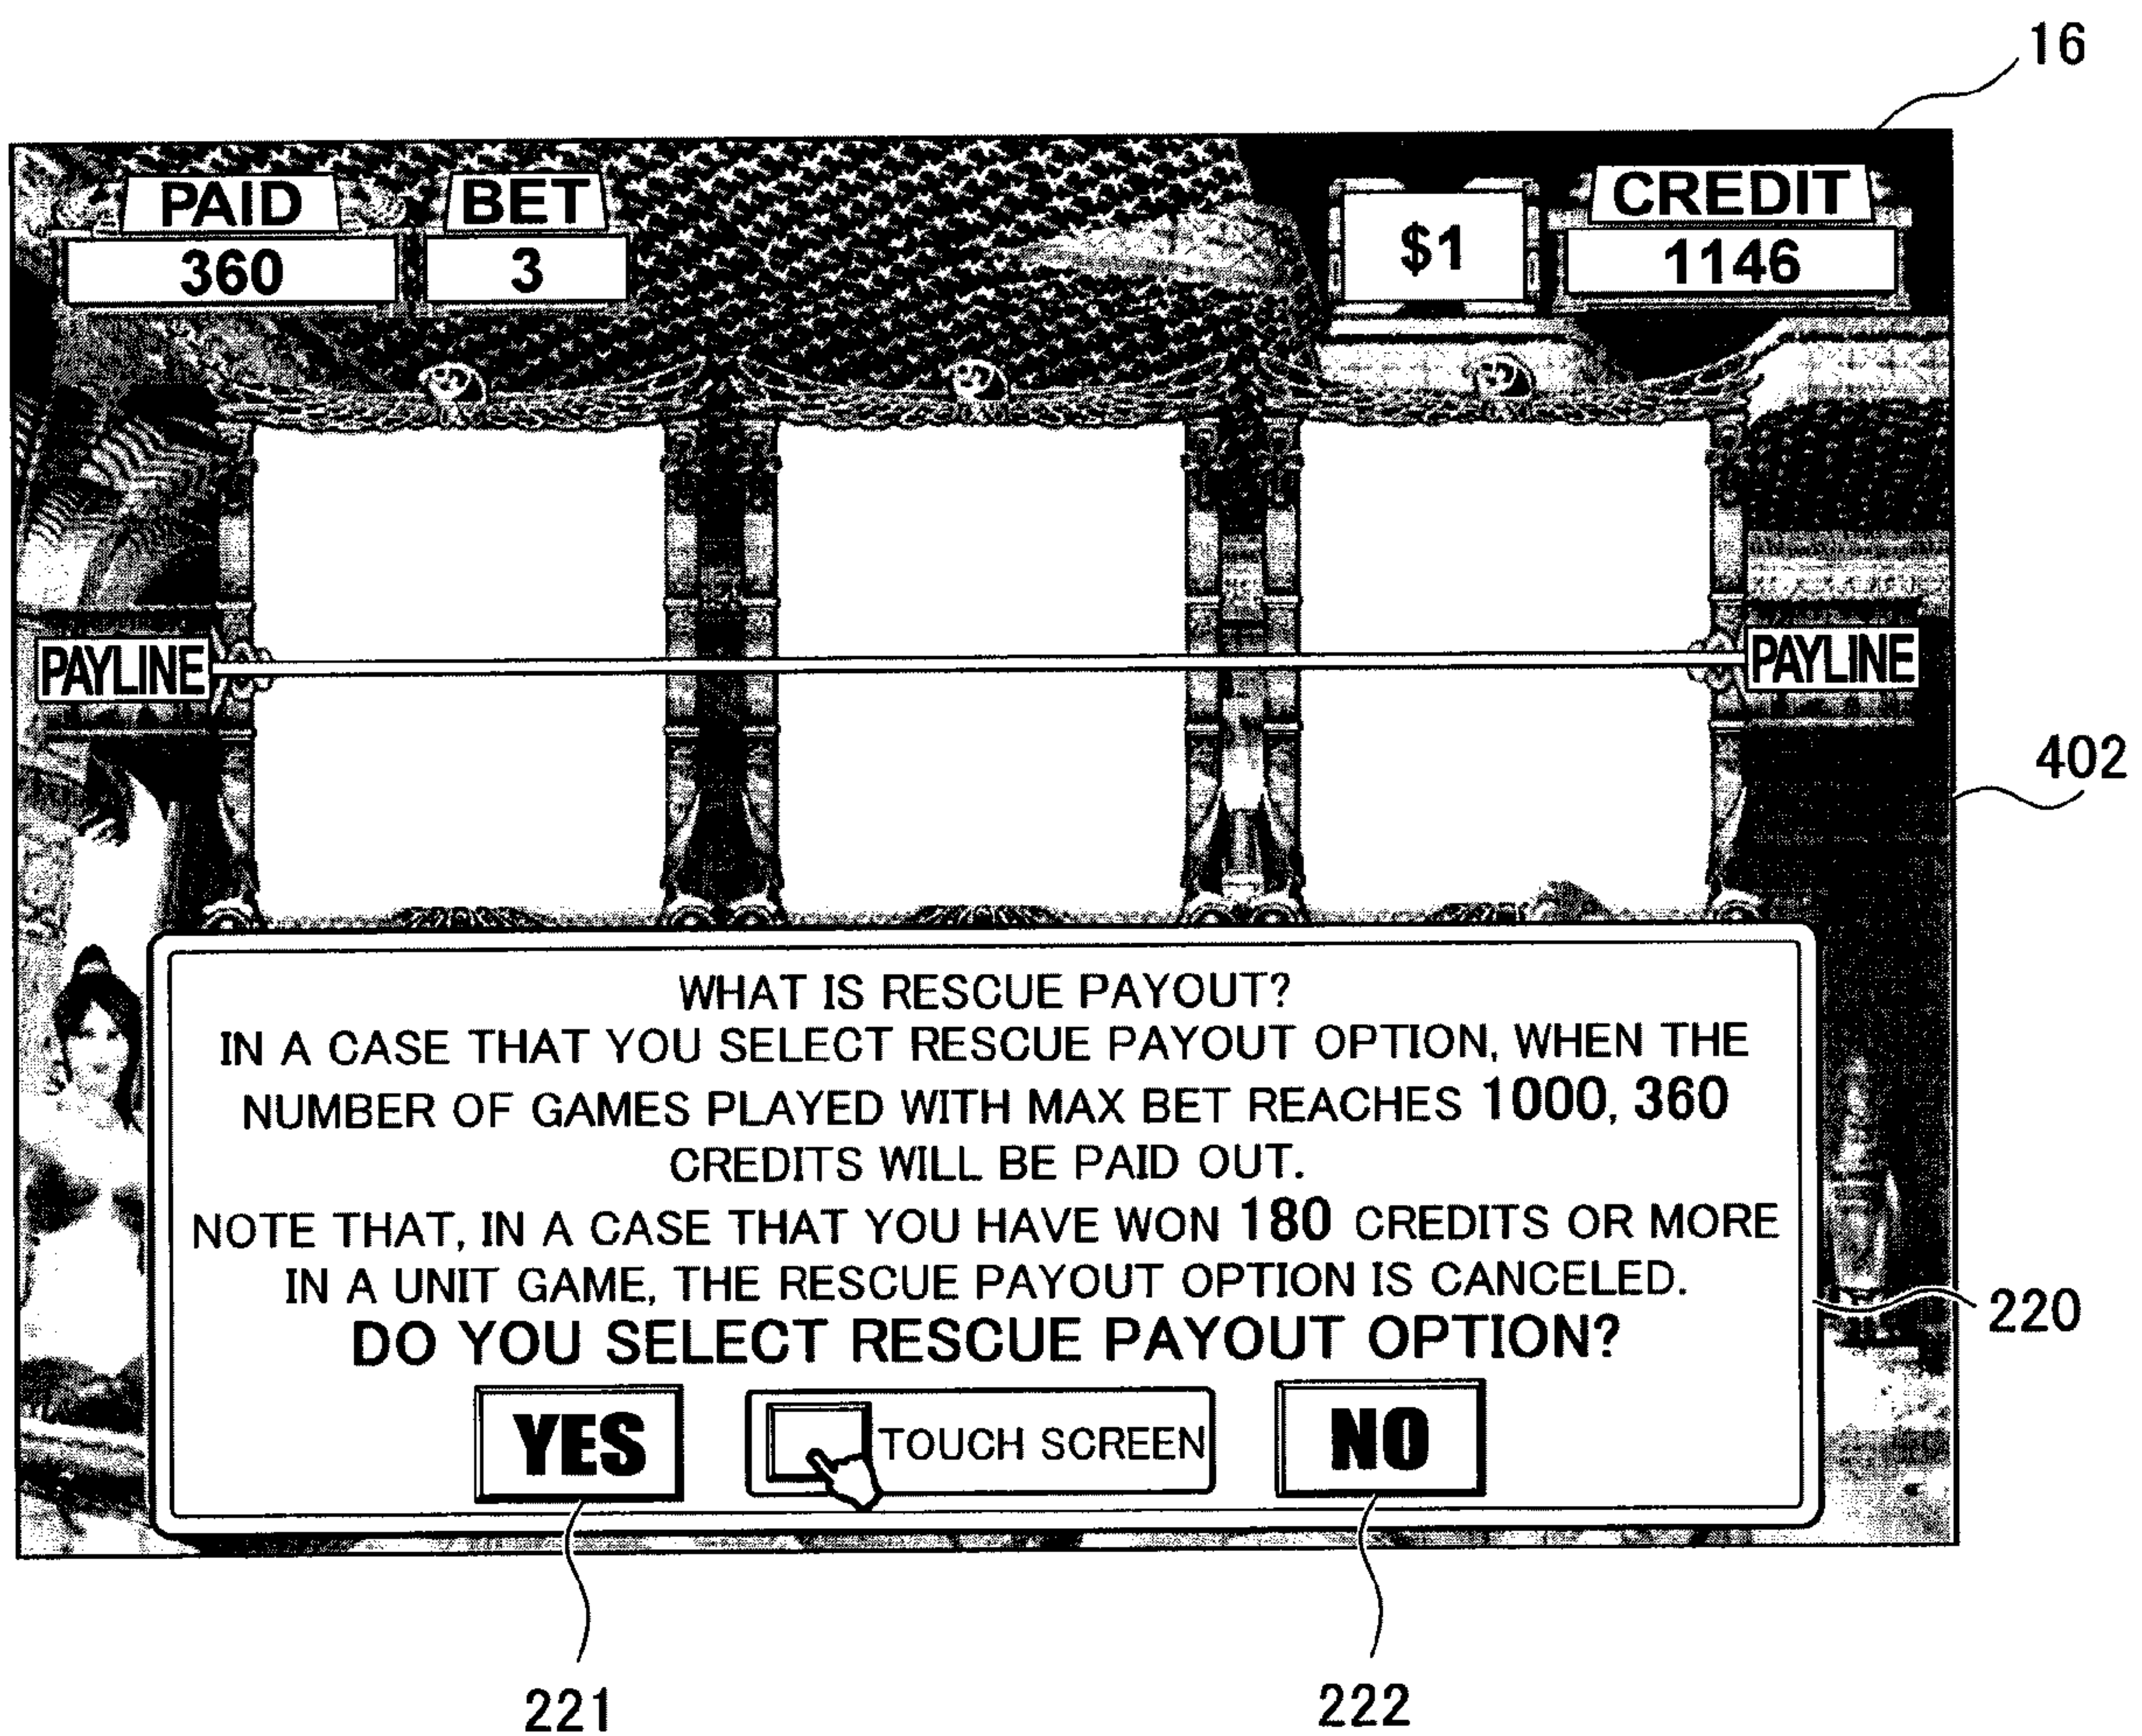 16
PAID
BET
CREDIT
360
3
$1
1146
PAYLINE
PAYLINE
402
WHAT IS RESCUE PAYOUT?
IN A CASE THAT YOU SELECT RESCUE PAYOUT OPTION, WHEN THE
NUMBER OF GAMES PLAYED WITH MAX BET REACHES 1000, 360
CREDITS WILL BE PAID OUT.
NOTE THAT, IN A CASE THAT YOU HAVE WON 180 CREDITS OR MORE
IN A UNIT GAME, THE RESCUE PAYOUT OPTION IS CANCELED.
220
DO YOU SELECT RESCUE PAYOUT OPTION?
YES
TOUCH SCREEN
NO
221
222